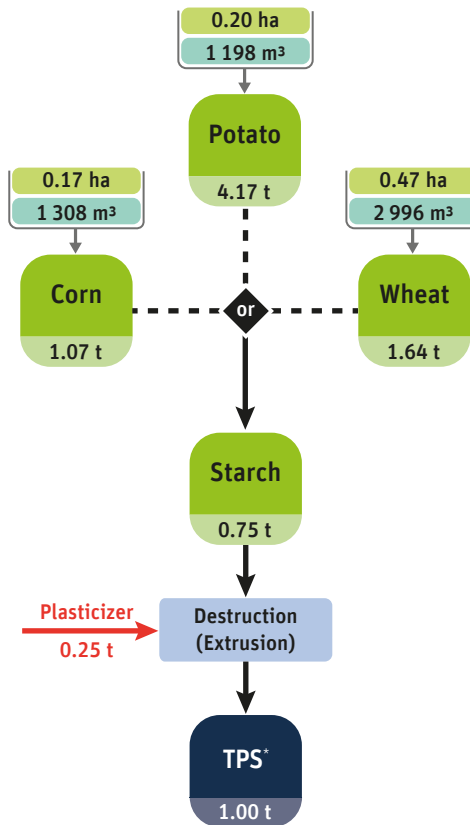 0.20 ha
1 198 m³
Potato
4.17 t
0.17 ha
1 308 m³
Corn
1.07 t
or
0.47 ha
2 996 m³
Wheat
1.64 t
Starch
0.75 t
Plasticizer
0.25 t
Destruction
(Extrusion)
TPS*
1.00 t